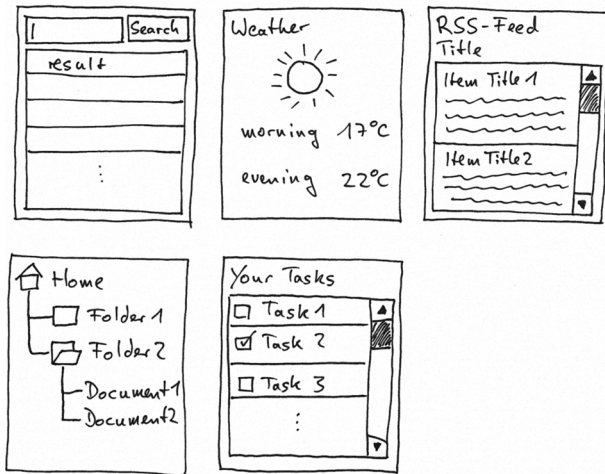 Search
result
Weather
morning 17°C
evening 22°C
RSS-Feed
Title
Item Title 1
Item Title 2
Home
Folder 1
Folder 2
Document 1
Document 2
Your Tasks
Task 1
Task 2
Task 3